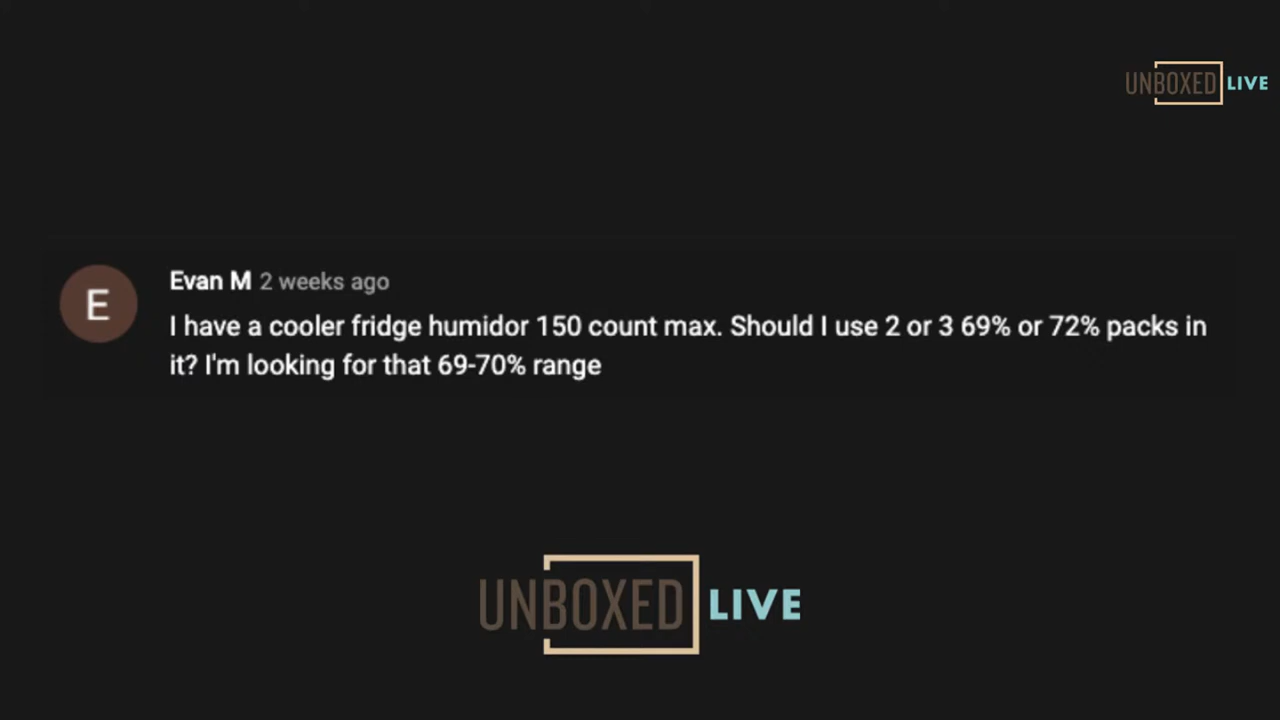 UNBOXED LIVE
E
Evan M 2 weeks ago
I have a cooler fridge humidor 150 count max. Should I use 2 or 3 69% or 72% packs in
it? I'm looking for that 69-70% range
UNBOXED LIVE